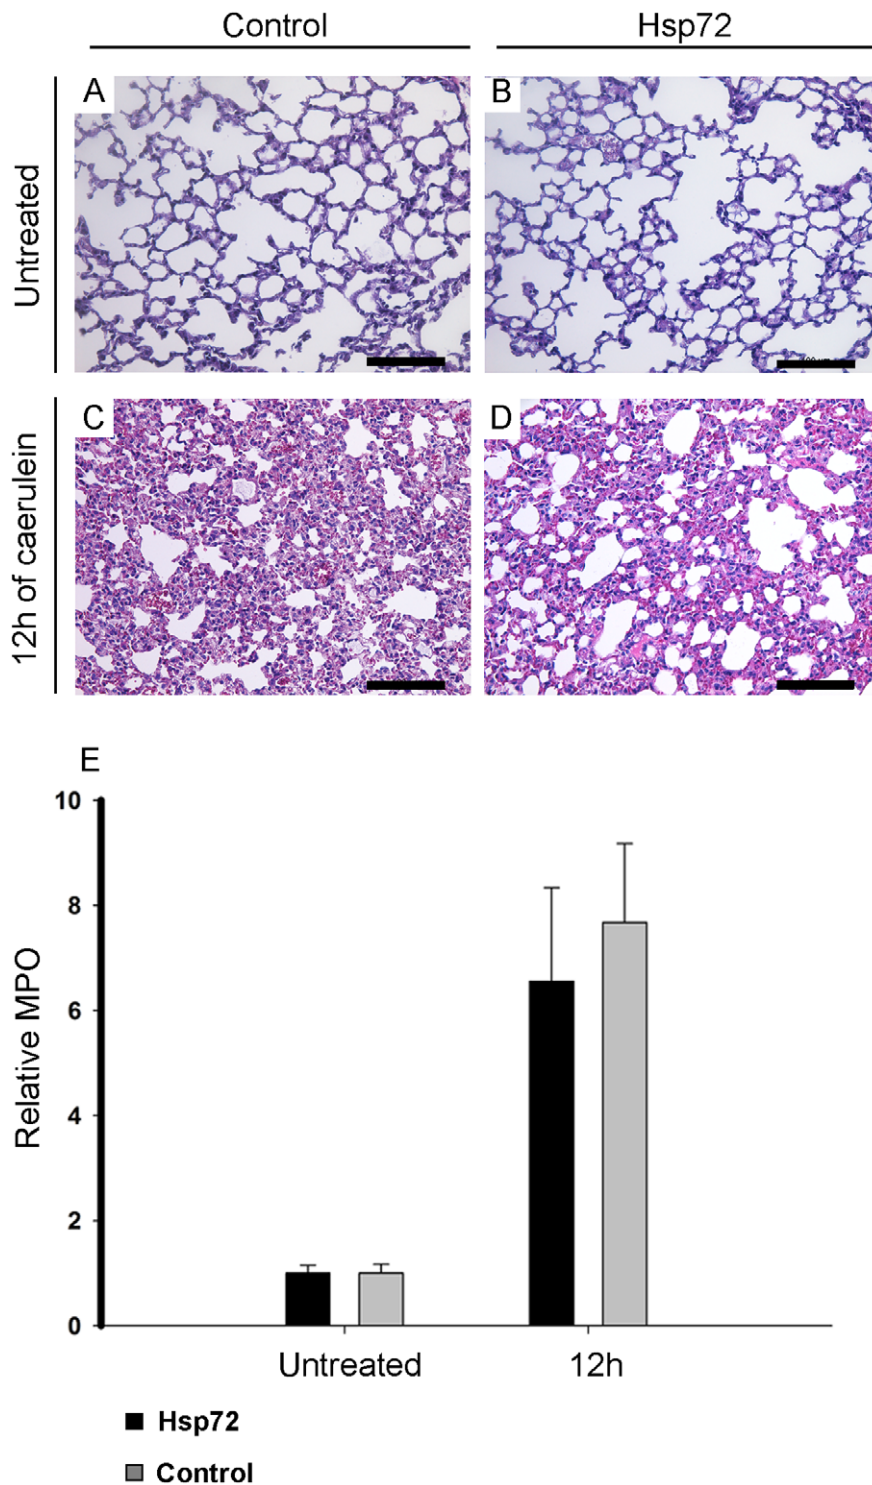 Control
Hsp72
Untreated
A
B
12h of caerulein
C
D
E
Relative MPO
10
8
6
4
2
0
Untreated
12h
Hsp72
Control